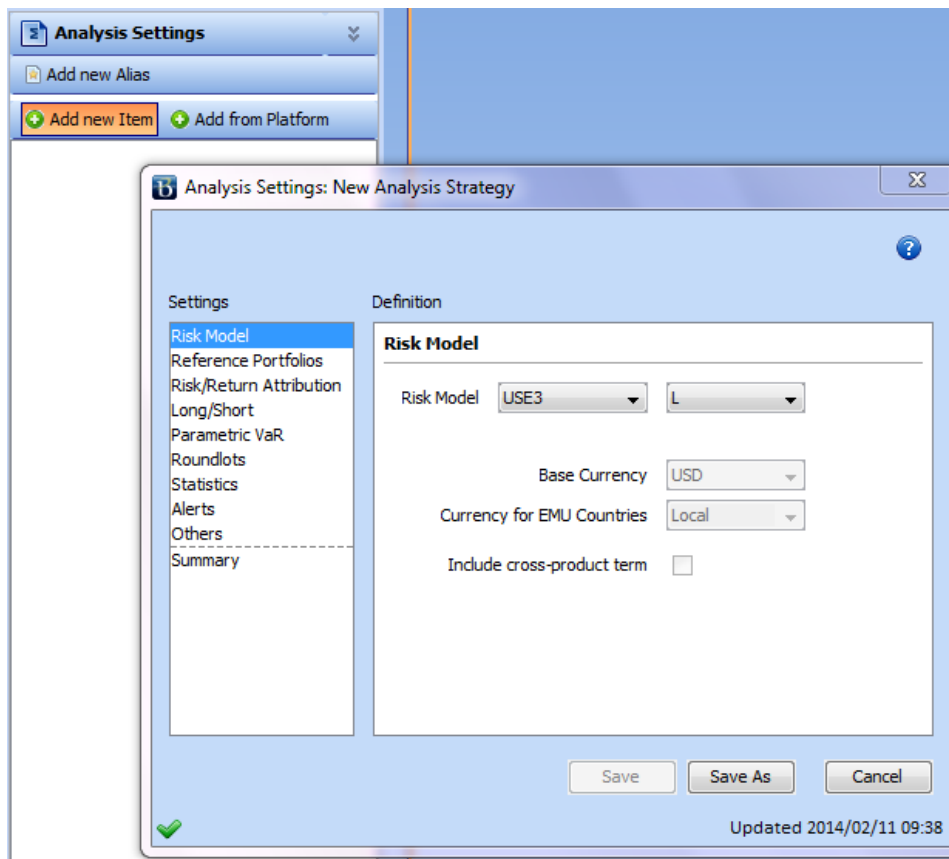 Analysis Settings
Add new Alias
Add new Item Add from Platform
Analysis Settings: New Analysis Strategy
Settings Definition
Risk Model
Reference Portfolios
Risk/Return Attribution
Long/Short
Parametric VaR
Roundlots
Statistics
Alerts
Others
Summary
Risk Model
Risk Model USE3 L
Base Currency USD
Currency for EMU Countries Local
Include cross-product term
Save Save As Cancel
Updated 2014/02/11 09:38